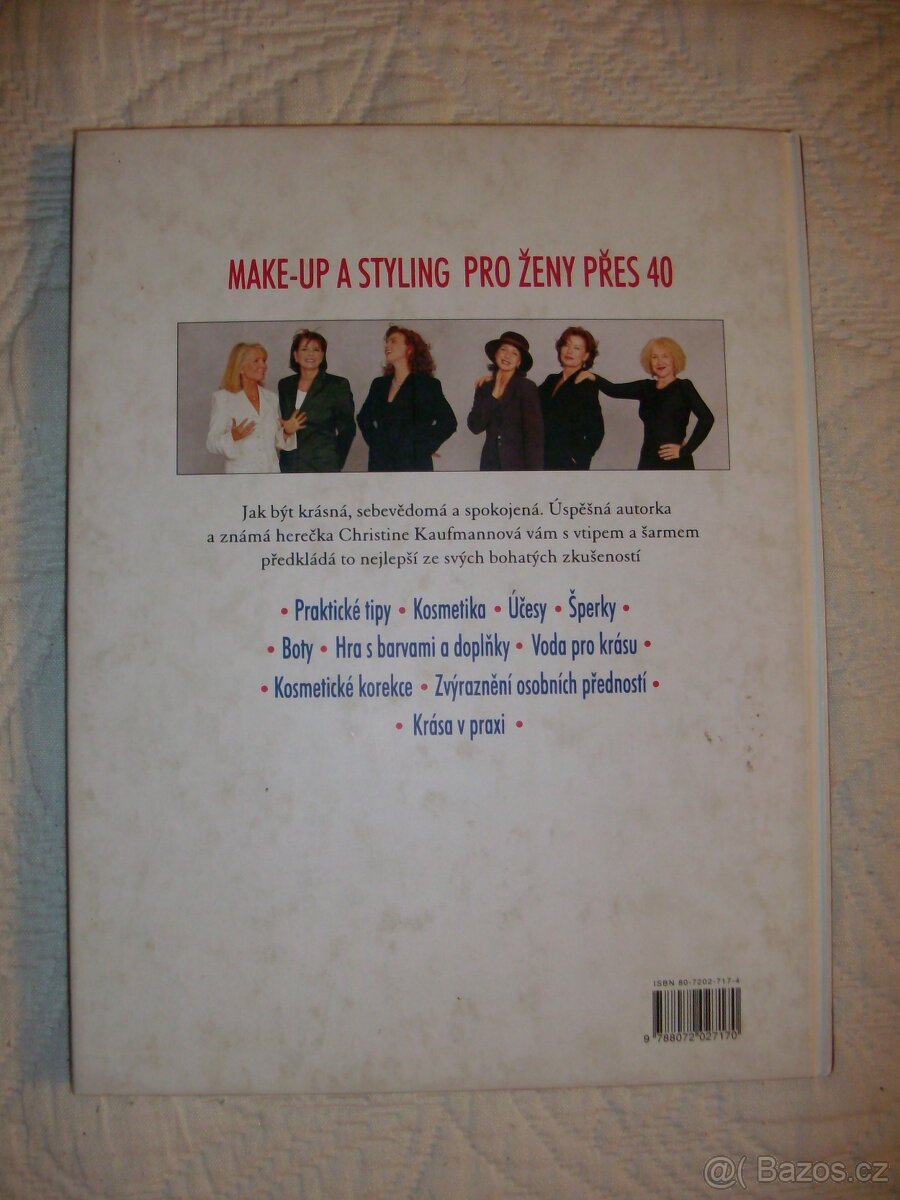 MAKE-UP A STYLING PRO ŽENY PŘES 40
Jak být krásná, sebevědomá a spokojená. Úspěšná autorka
a známá herečka Christine Kaufmannová vám s vtipem a šarmem
předkládá to nejlepší ze svých bohatých zkušeností
• Praktické tipy • Kosmetika • Účesy • Šperky •
• Boty • Hra s barvami a doplňky • Voda pro krásu •
• Kosmetické korekce • Zvýraznění osobních předností •
• Krása v praxi •
ISBN 80-7202-717-4
9 788072 027170
@( Bazos.cz